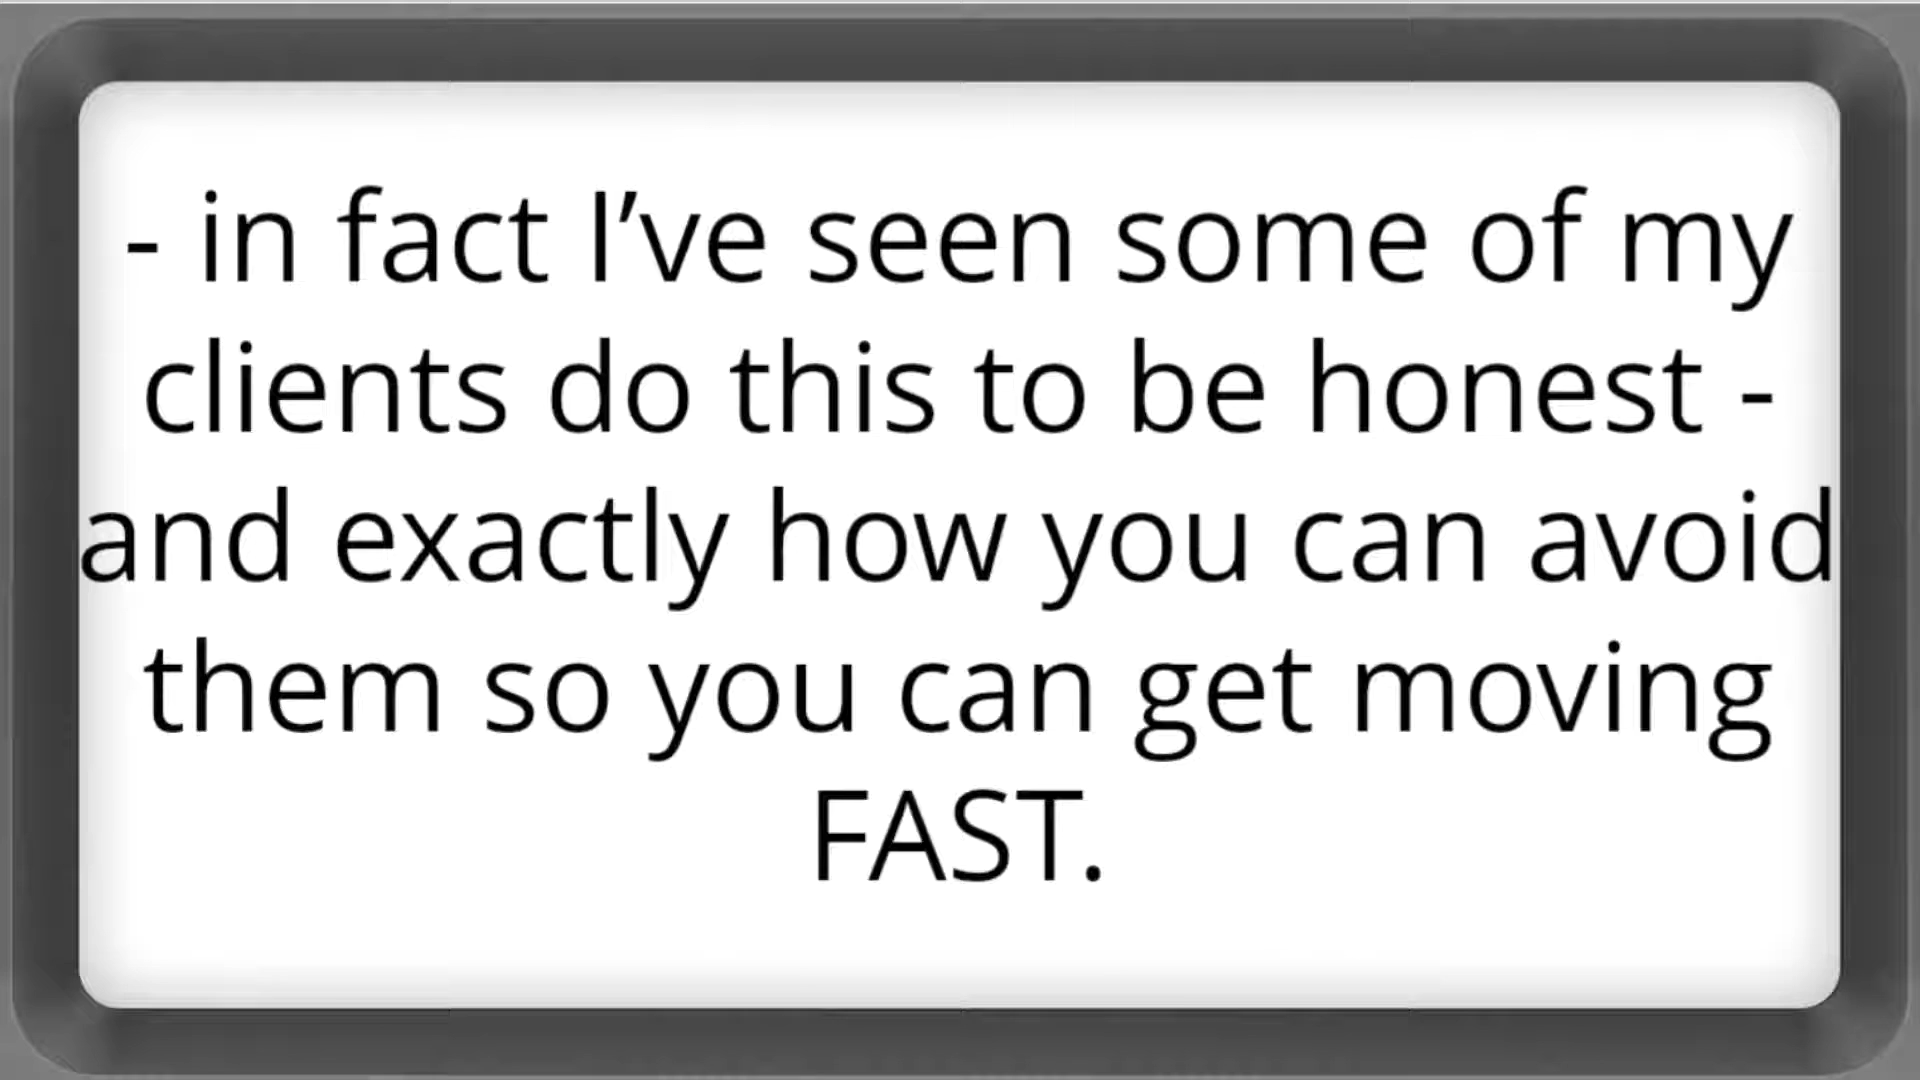 - in fact I’ve seen some of my
clients do this to be honest -
and exactly how you can avoid
them so you can get moving
FAST.